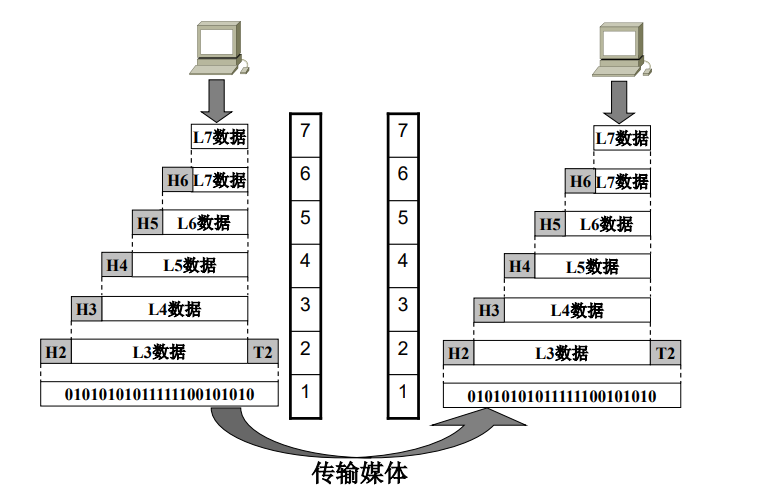 L7数据 7 7 L7数据
H6 L7数据 6 6 H6 L7数据
H5 L6数据 5 5 H5 L6数据
H4 L5数据 4 4 H4 L5数据
H3 L4数据 3 3 H3 L4数据
H2 L3数据 T2 2 2 H2 L3数据 T2
01010101011111100101010 1 1 01010101011111100101010
传输媒体